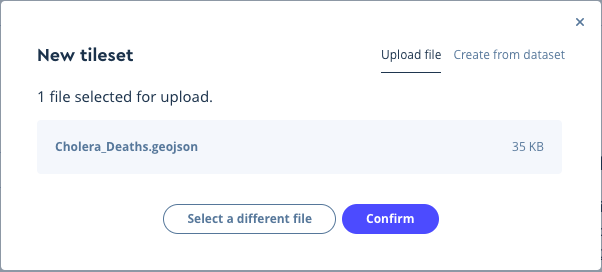 New tileset
Upload file
Create from dataset
1 file selected for upload.
Cholera_Deaths.geojson
35 KB
Select a different file
Confirm